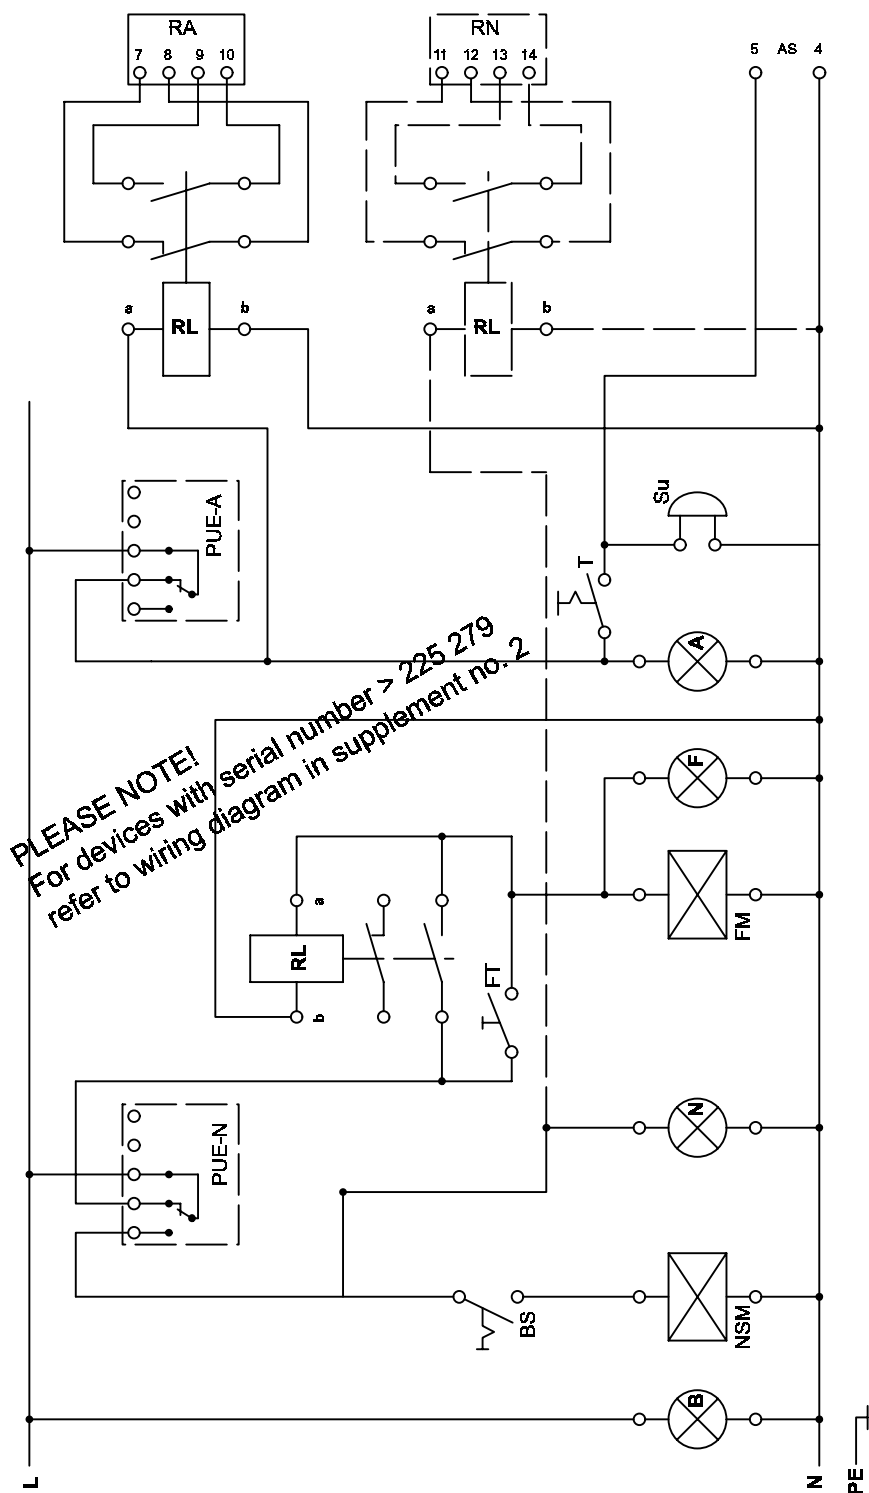 RA
7 8 9 10
RN
11 12 13 14
5 AS 4
a RL b
a RL b
PUE-A
Su
T
A
PLEASE NOTE!
For devices with serial number > 225 279
refer to wiring diagram in supplement no. 2
F
a
RL
b
FT
FM
PUE-N
N
BS
NSM
B
L
N
PE